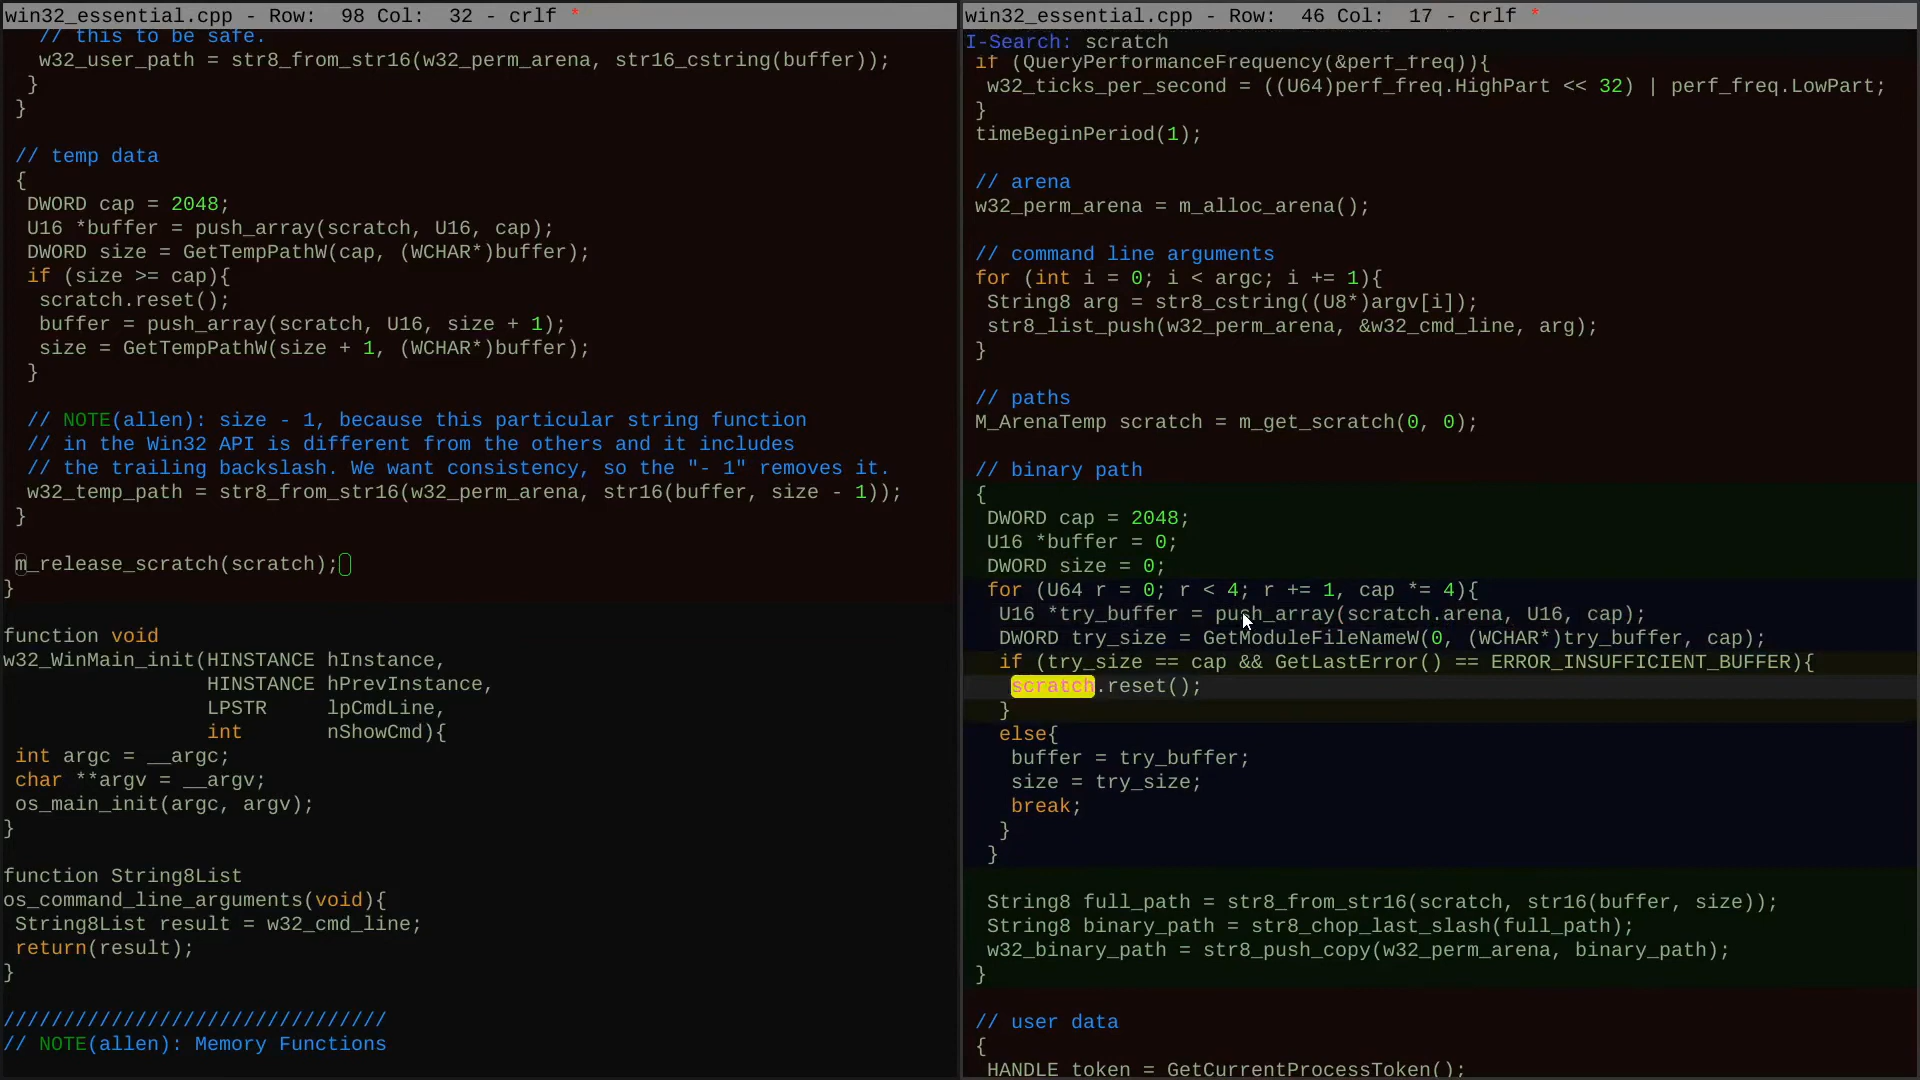 win32_essential.cpp - Row:  98 Col:  32 - crlf *
// this to be safe.
w32_user_path = str8_from_str16(w32_perm_arena, str16_cstring(buffer));
}
}
// temp data
{
DWORD cap = 2048;
U16 *buffer = push_array(scratch, U16, cap);
DWORD size = GetTempPathW(cap, (WCHAR*)buffer);
if (size >= cap){
scratch.reset();
buffer = push_array(scratch, U16, size + 1);
size = GetTempPathW(size + 1, (WCHAR*)buffer);
}
// NOTE(allen): size - 1, because this particular string function
// in the Win32 API is different from the others and it includes
// the trailing backslash. We want consistency, so the "- 1" removes it.
w32_temp_path = str8_from_str16(w32_perm_arena, str16(buffer, size - 1));
}
m_release_scratch(scratch);
}
function void
w32_WinMain_init(HINSTANCE hInstance,
HINSTANCE hPrevInstance,
LPSTR     lpCmdLine,
int       nShowCmd){
int argc = __argc;
char **argv = __argv;
os_main_init(argc, argv);
}
function String8List
os_command_line_arguments(void){
String8List result = w32_cmd_line;
return(result);
}
////////////////////////////////
// NOTE(allen): Memory Functions
win32_essential.cpp - Row:  46 Col:  17 - crlf *
I-Search: scratch
if (QueryPerformanceFrequency(&perf_freq)){
w32_ticks_per_second = ((U64)perf_freq.HighPart << 32) | perf_freq.LowPart;
}
timeBeginPeriod(1);
// arena
w32_perm_arena = m_alloc_arena();
// command line arguments
for (int i = 0; i < argc; i += 1){
String8 arg = str8_cstring((U8*)argv[i]);
str8_list_push(w32_perm_arena, &w32_cmd_line, arg);
}
// paths
M_ArenaTemp scratch = m_get_scratch(0, 0);
// binary path
{
DWORD cap = 2048;
U16 *buffer = 0;
DWORD size = 0;
for (U64 r = 0; r < 4; r += 1, cap *= 4){
U16 *try_buffer = push_array(scratch.arena, U16, cap);
DWORD try_size = GetModuleFileNameW(0, (WCHAR*)try_buffer, cap);
if (try_size == cap && GetLastError() == ERROR_INSUFFICIENT_BUFFER){
scratch.reset();
}
else{
buffer = try_buffer;
size = try_size;
break;
}
}
String8 full_path = str8_from_str16(scratch, str16(buffer, size));
String8 binary_path = str8_chop_last_slash(full_path);
w32_binary_path = str8_push_copy(w32_perm_arena, binary_path);
}
// user data
{
HANDLE token = GetCurrentProcessToken();